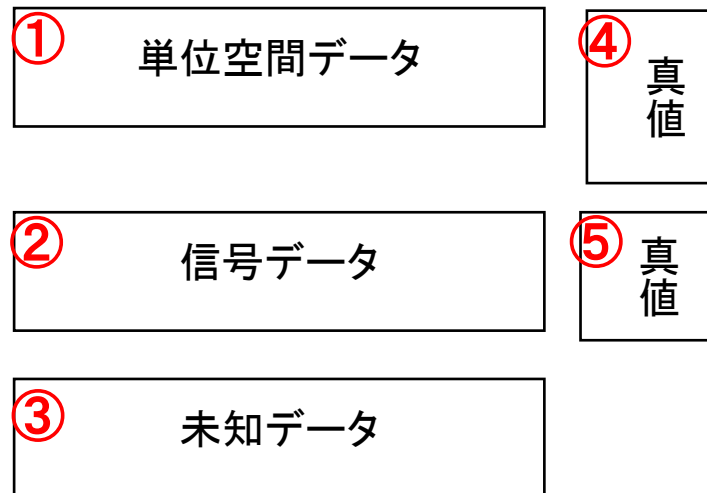 ① 単位空間データ
④ 真値
② 信号データ
⑤ 真値
③ 未知データ